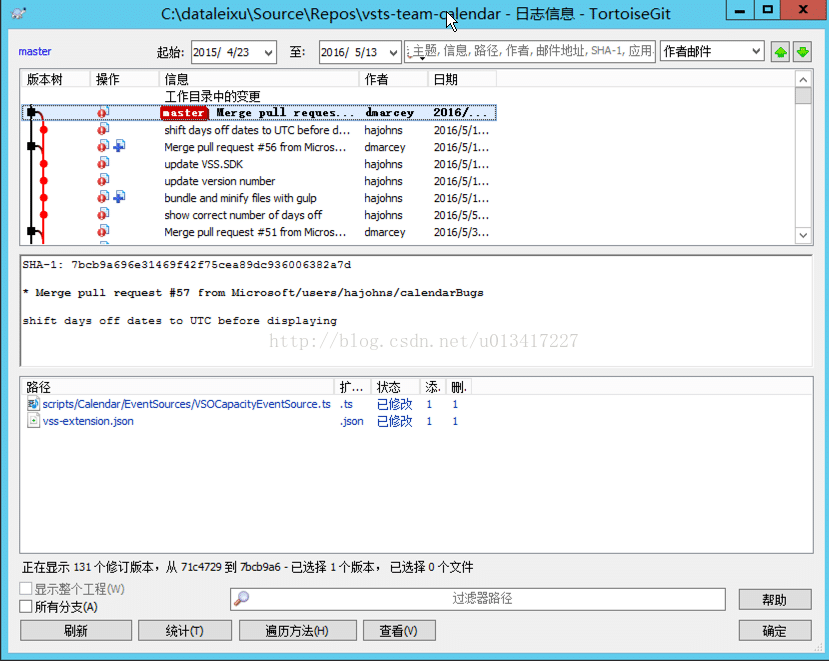 C:\dataleixu\Source\Repos\vsts-team-calendar - 日志信息 - TortoiseGit
master 起始: 2015/ 4/23 至: 2016/ 5/13 主题, 信息, 路径, 作者, 邮件地址, SHA-1, 应用 作者邮件
版本树 操作 信息 作者 日期
工作目录中的变更
master Merge pull reques... dmarcey 2016/...
shift days off dates to UTC before d... hajohns 2016/5/1...
Merge pull request #56 from Micros... dmarcey 2016/5/1...
update VSS.SDK hajohns 2016/5/1...
update version number hajohns 2016/5/1...
bundle and minify files with gulp hajohns 2016/5/1...
show correct number of days off hajohns 2016/5/5...
Merge pull request #51 from Micros... dmarcey 2016/5/3...
SHA-1: 7bcb9a696e31469f42f75cea89dc936006382a7d
* Merge pull request #57 from Microsoft/users/hajohns/calendarBugs
shift days off dates to UTC before displaying
http://blog.csdn.net/u013417227
路径 扩... 状态 添. 删.
scripts/Calendar/EventSources/VSOCapacityEventSource.ts .ts 已修改 1 1
vss-extension.json .json 已修改 1 1
正在显示 131 个修订版本，从 71c4729 到 7bcb9a6 - 已选择 1 个版本， 已选择 0 个文件
显示整个工程(W)
所有分支(A)
过滤器路径 帮助
刷新 统计(T) 遍历方法(H) 查看(V) 确定